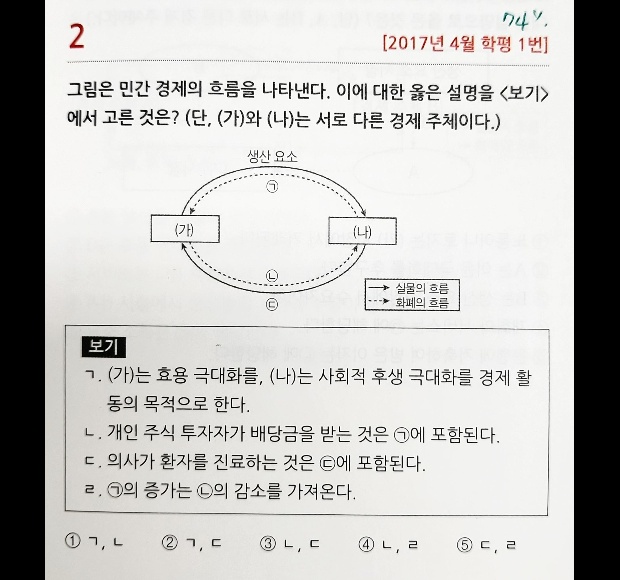 74번.
2
[2017년 4월 학평 1번]
그림은 민간 경제의 흐름을 나타낸다. 이에 대한 옳은 설명을 <보기>
에서 고른 것은? (단, (가)와 (나)는 서로 다른 경제 주체이다.)
생산 요소
㉠
(가)
(나)
㉡
㉢
실물의 흐름
화폐의 흐름
보기
ㄱ. (가)는 효용 극대화를, (나)는 사회적 후생 극대화를 경제 활
동의 목적으로 한다.
ㄴ. 개인 주식 투자자가 배당금을 받는 것은 ㉠에 포함된다.
ㄷ. 의사가 환자를 진료하는 것은 ㉢에 포함된다.
ㄹ. ㉠의 증가는 ㉡의 감소를 가져온다.
① ㄱ, ㄴ ② ㄱ, ㄷ ③ ㄴ, ㄷ ④ ㄴ, ㄹ ⑤ ㄷ, ㄹ